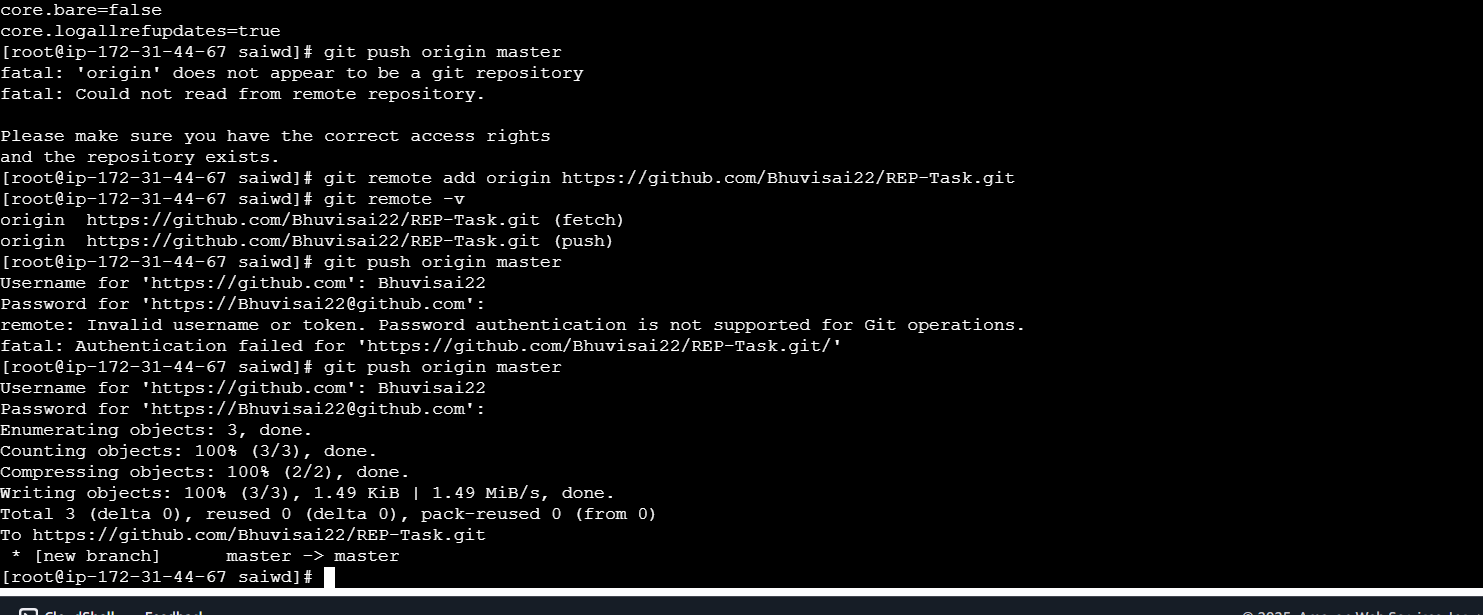 core.bare=false
core.logallrefupdates=true
[root@ip-172-31-44-67 saiwd]# git push origin master
fatal: 'origin' does not appear to be a git repository
fatal: Could not read from remote repository.

Please make sure you have the correct access rights
and the repository exists.
[root@ip-172-31-44-67 saiwd]# git remote add origin https://github.com/Bhuvisai22/REP-Task.git
[root@ip-172-31-44-67 saiwd]# git remote -v
origin  https://github.com/Bhuvisai22/REP-Task.git (fetch)
origin  https://github.com/Bhuvisai22/REP-Task.git (push)
[root@ip-172-31-44-67 saiwd]# git push origin master
Username for 'https://github.com': Bhuvisai22
Password for 'https://Bhuvisai22@github.com':
remote: Invalid username or token. Password authentication is not supported for Git operations.
fatal: Authentication failed for 'https://github.com/Bhuvisai22/REP-Task.git/'
[root@ip-172-31-44-67 saiwd]# git push origin master
Username for 'https://github.com': Bhuvisai22
Password for 'https://Bhuvisai22@github.com':
Enumerating objects: 3, done.
Counting objects: 100% (3/3), done.
Compressing objects: 100% (2/2), done.
Writing objects: 100% (3/3), 1.49 KiB | 1.49 MiB/s, done.
Total 3 (delta 0), reused 0 (delta 0), pack-reused 0 (from 0)
To https://github.com/Bhuvisai22/REP-Task.git
 * [new branch]      master -> master
[root@ip-172-31-44-67 saiwd]#
CloudShell Feedback © 2025, Amazon Web Services,